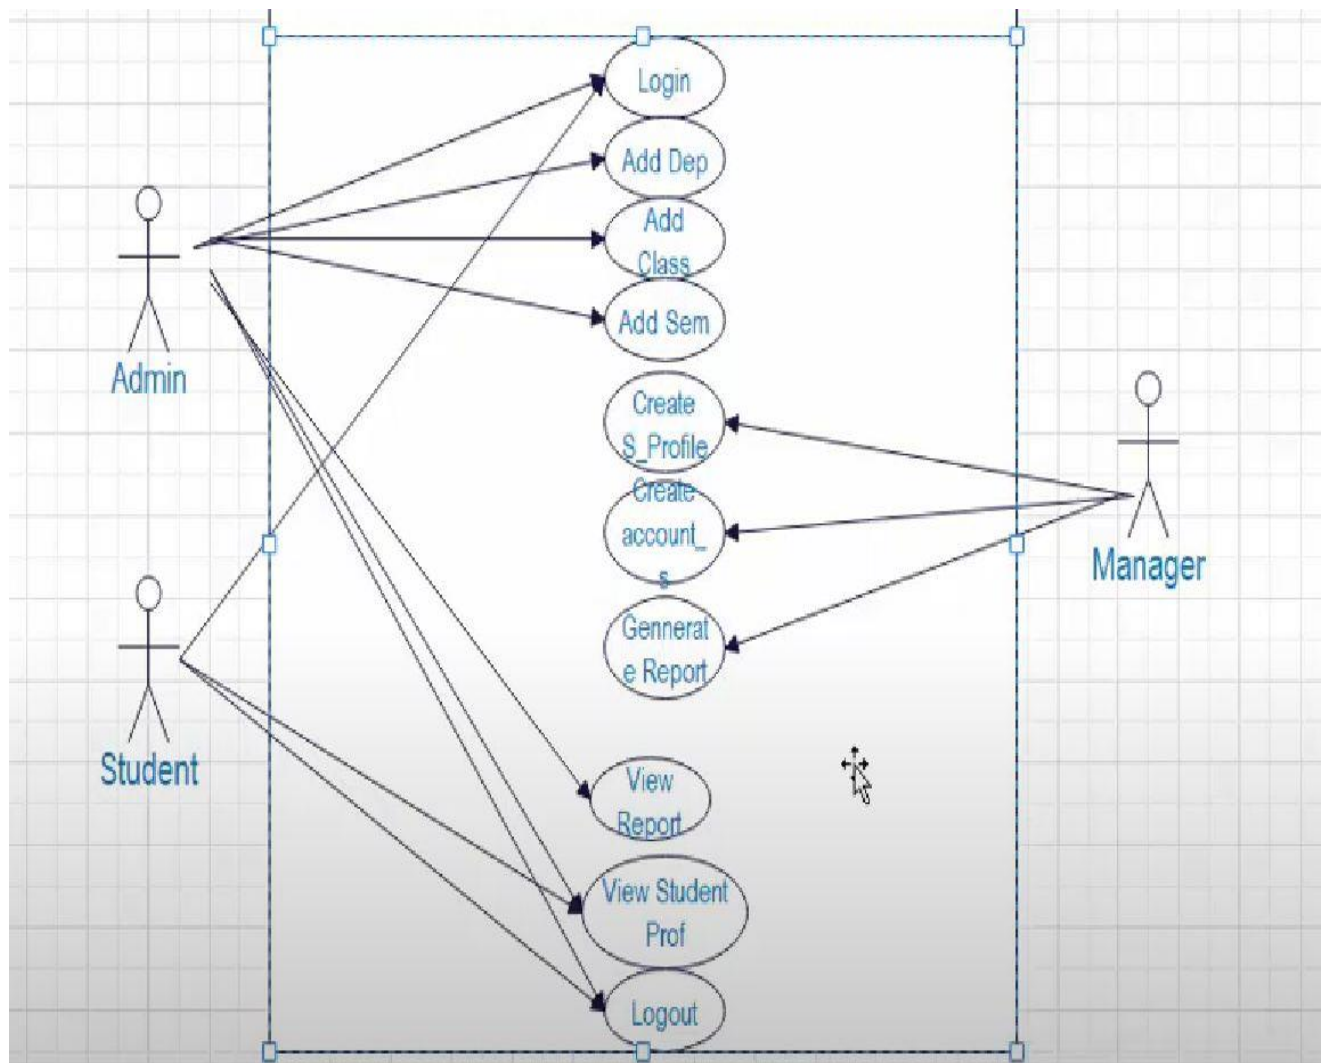 Login
Add Dep
Add
Class
Add Sem
Admin
Create
S_Profile
Create
account_
s
Manager
Gennerat
e Report
Student
View
Report
View Student
Prof
Logout